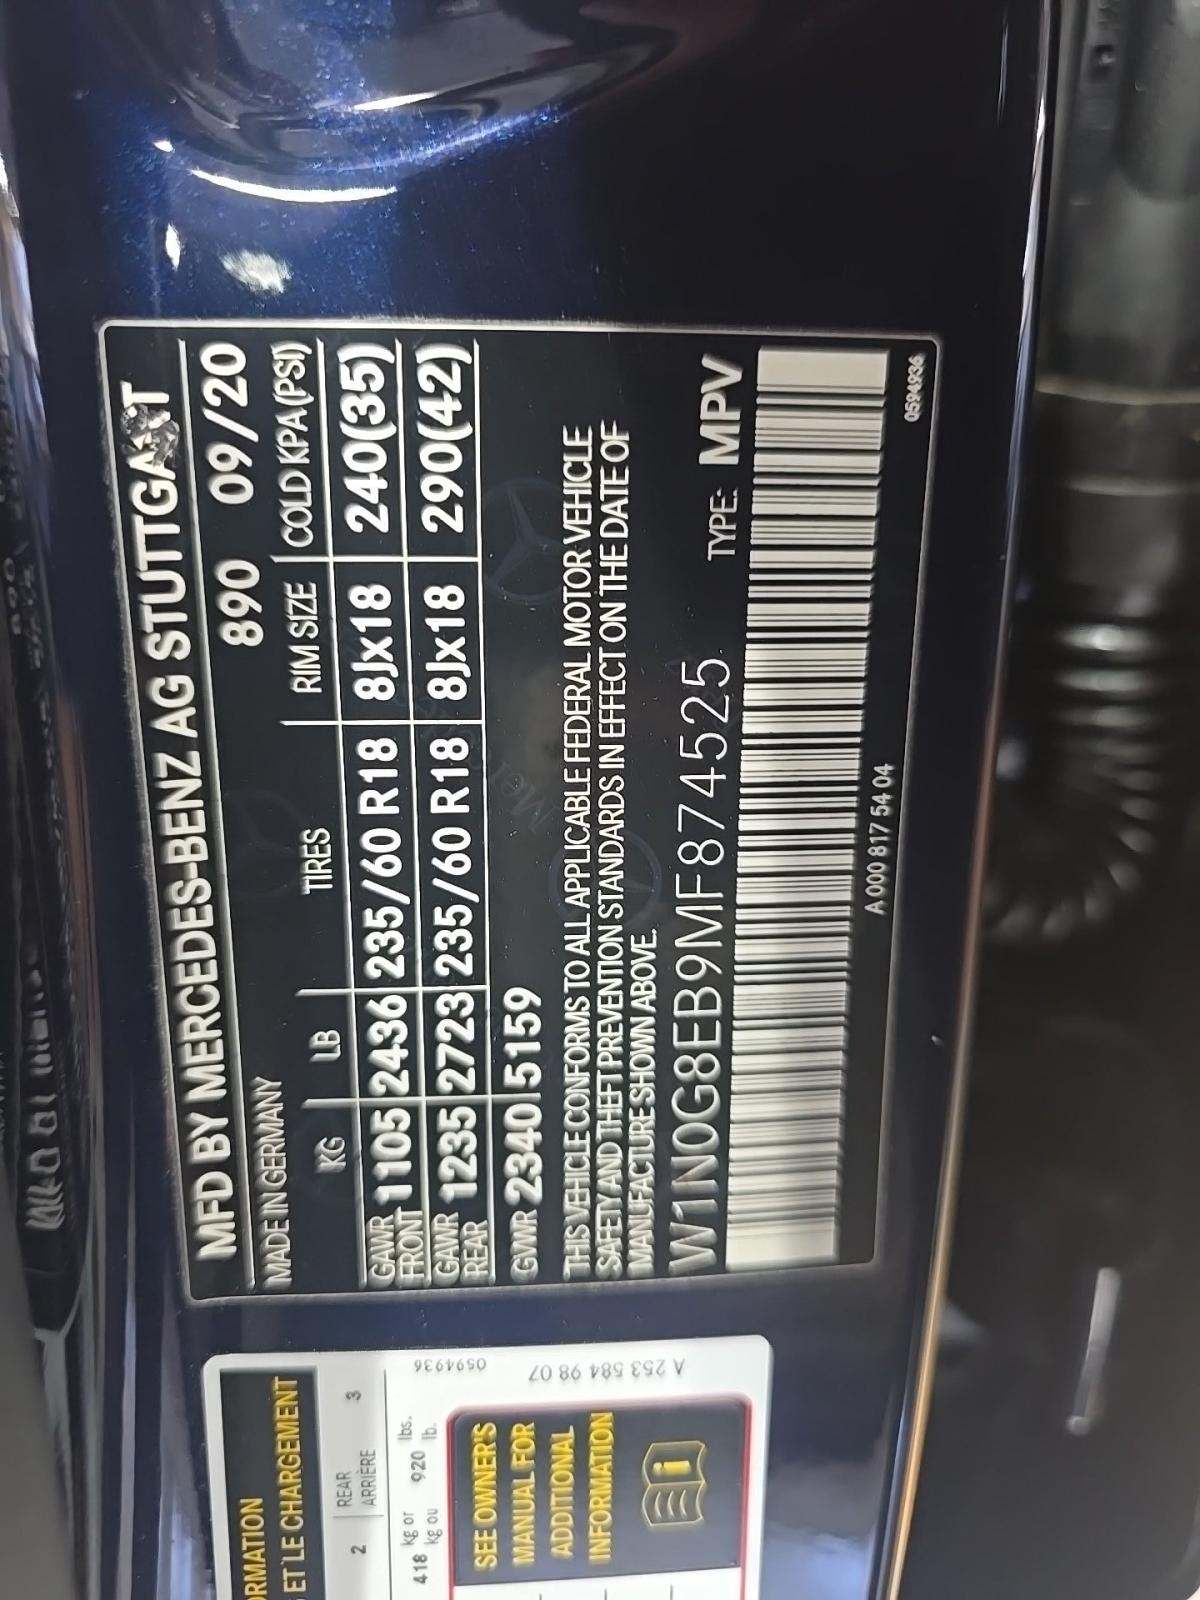 MFD BY MERCEDES-BENZ AG STUTTGART
MADE IN GERMANY 890 09/20
KG LB TIRES RIM SIZE COLD KPA (PSI)
GAWR FRONT 1105 2436 235/60 R18 8Jx18 240(35)
GAWR REAR 1235 2723 235/60 R18 8Jx18 290(42)
GVWR 2340 5159
THIS VEHICLE CONFORMS TO ALL APPLICABLE FEDERAL MOTOR VEHICLE
SAFETY AND THEFT PREVENTION STANDARDS IN EFFECT ON THE DATE OF
MANUFACTURE SHOWN ABOVE.
W1N0G8EB9MF874525 TYPE: MPV
A 000 817 54 04
0594936
ET LE CHARGEMENT
2 REAR 3
ARRIÈRE
418 kg or 920 lbs.
kg ou lb.
SEE OWNER'S
MANUAL FOR
ADDITIONAL
INFORMATION
0594936
A 253 584 98 07